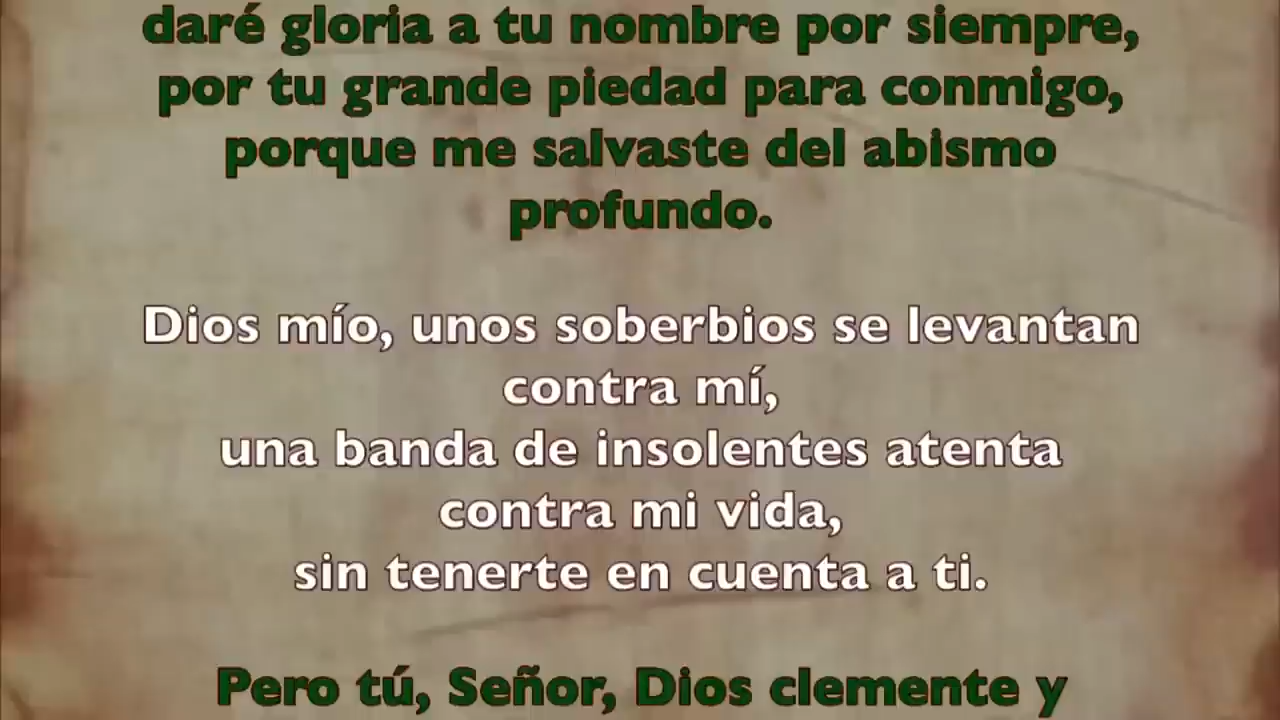 daré gloria a tu nombre por siempre,
por tu grande piedad para conmigo,
porque me salvaste del abismo
profundo.
Dios mío, unos soberbios se levantan
contra mí,
una banda de insolentes atenta
contra mi vida,
sin tenerte en cuenta a ti.
Pero tú, Señor, Dios clemente y